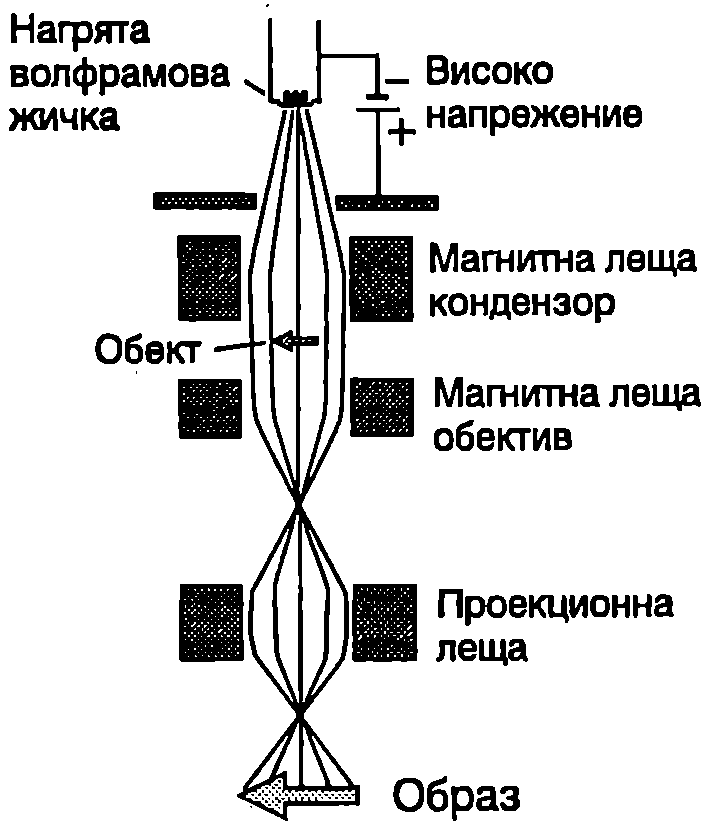 Нагрята
волфрамова
жичка
−
+
Високо
напрежение
Магнитна леща
кондензор
Обект
Магнитна леща
обектив
Проекционна
леща
Образ